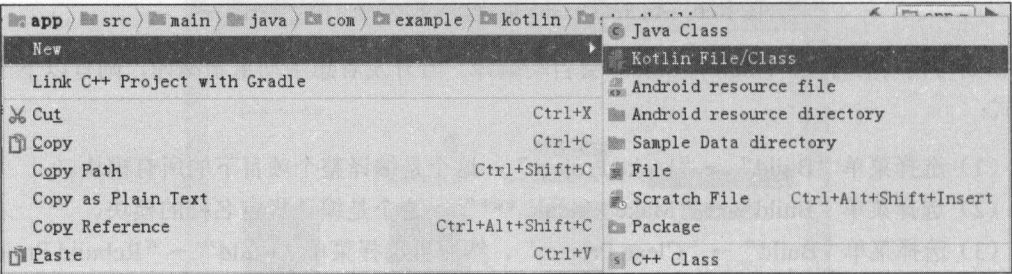 app src main java com example kotlin
New
Link C++ Project with Gradle
Cut Ctrl+X
Copy Ctrl+C
Copy Path Ctrl+Shift+C
Copy as Plain Text
Copy Reference Ctrl+Alt+Shift+C
Paste Ctrl+V
Java Class
Kotlin File/Class
Android resource file
Android resource directory
Sample Data directory
File
Scratch File Ctrl+Alt+Shift+Insert
Package
C++ Class